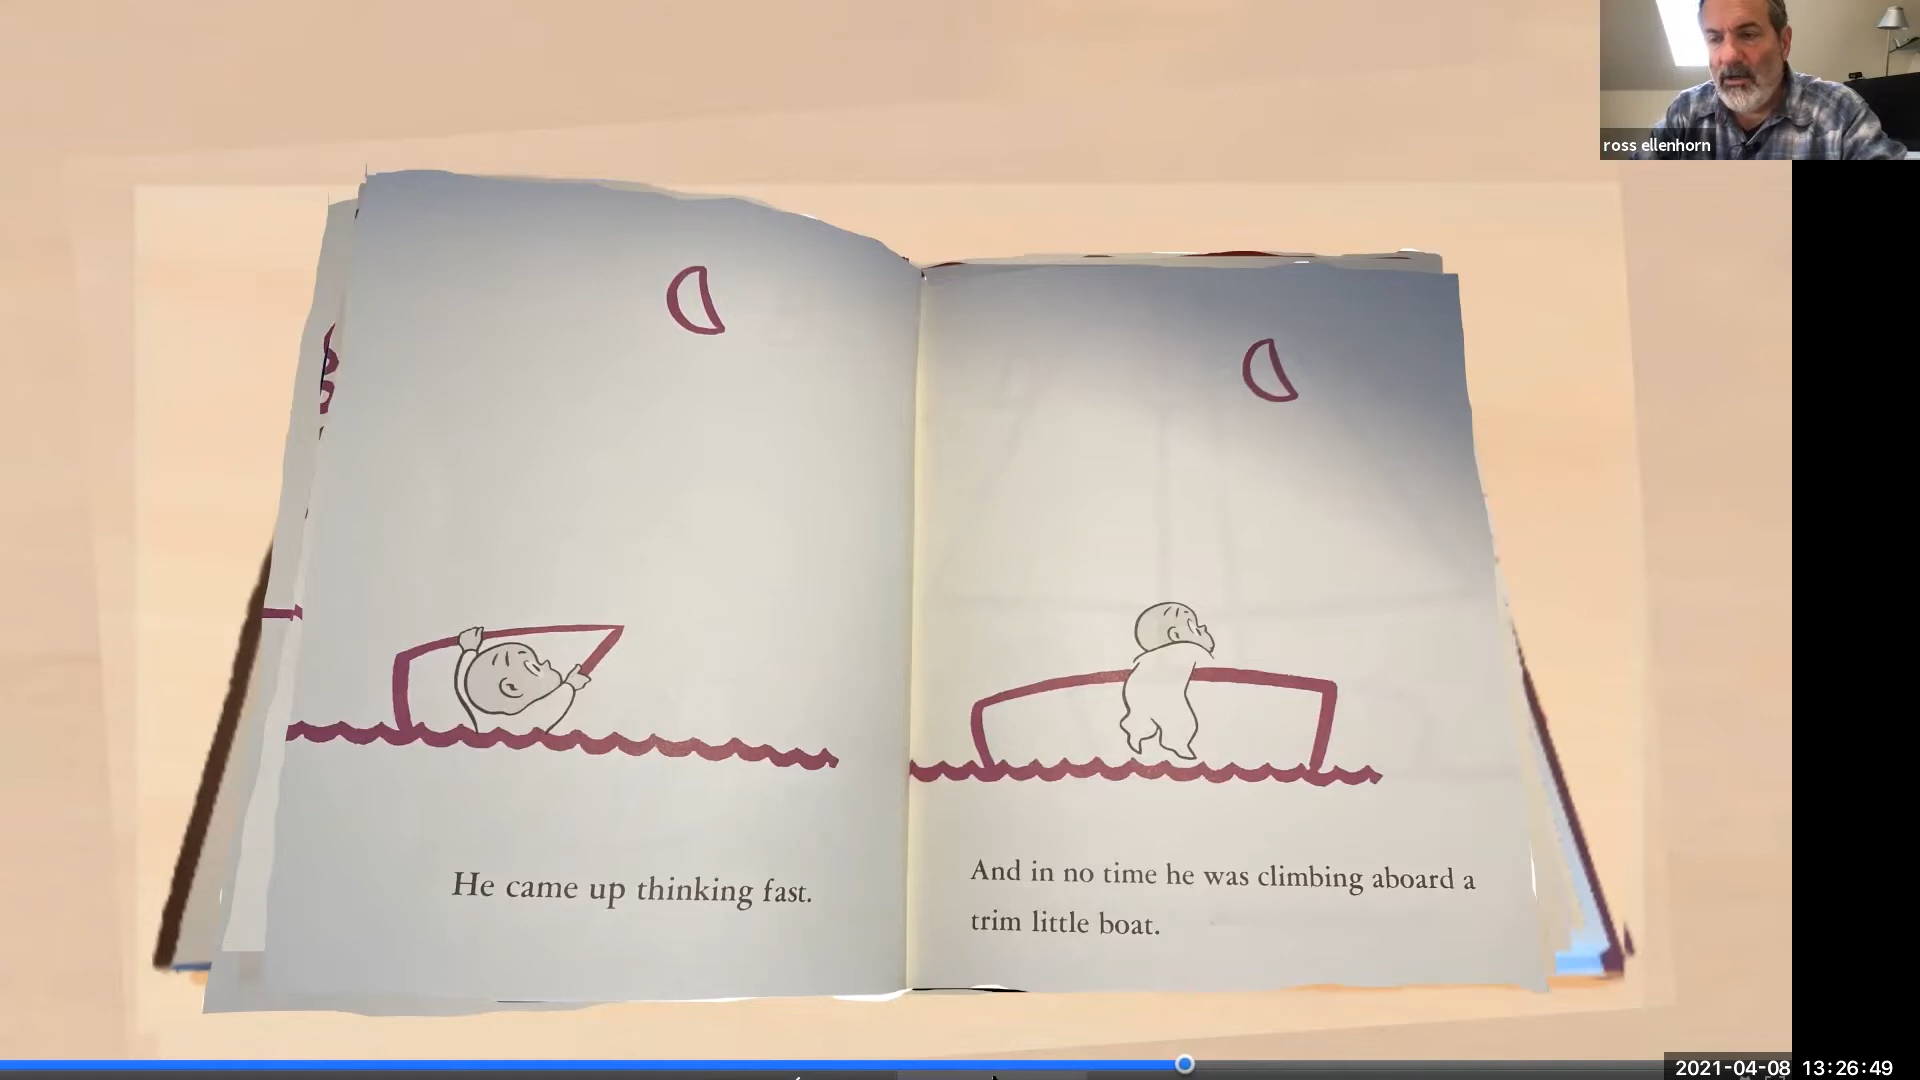 ross ellenhorn
He came up thinking fast.
And in no time he was climbing aboard a
trim little boat.
2021-04-08 13:26:49